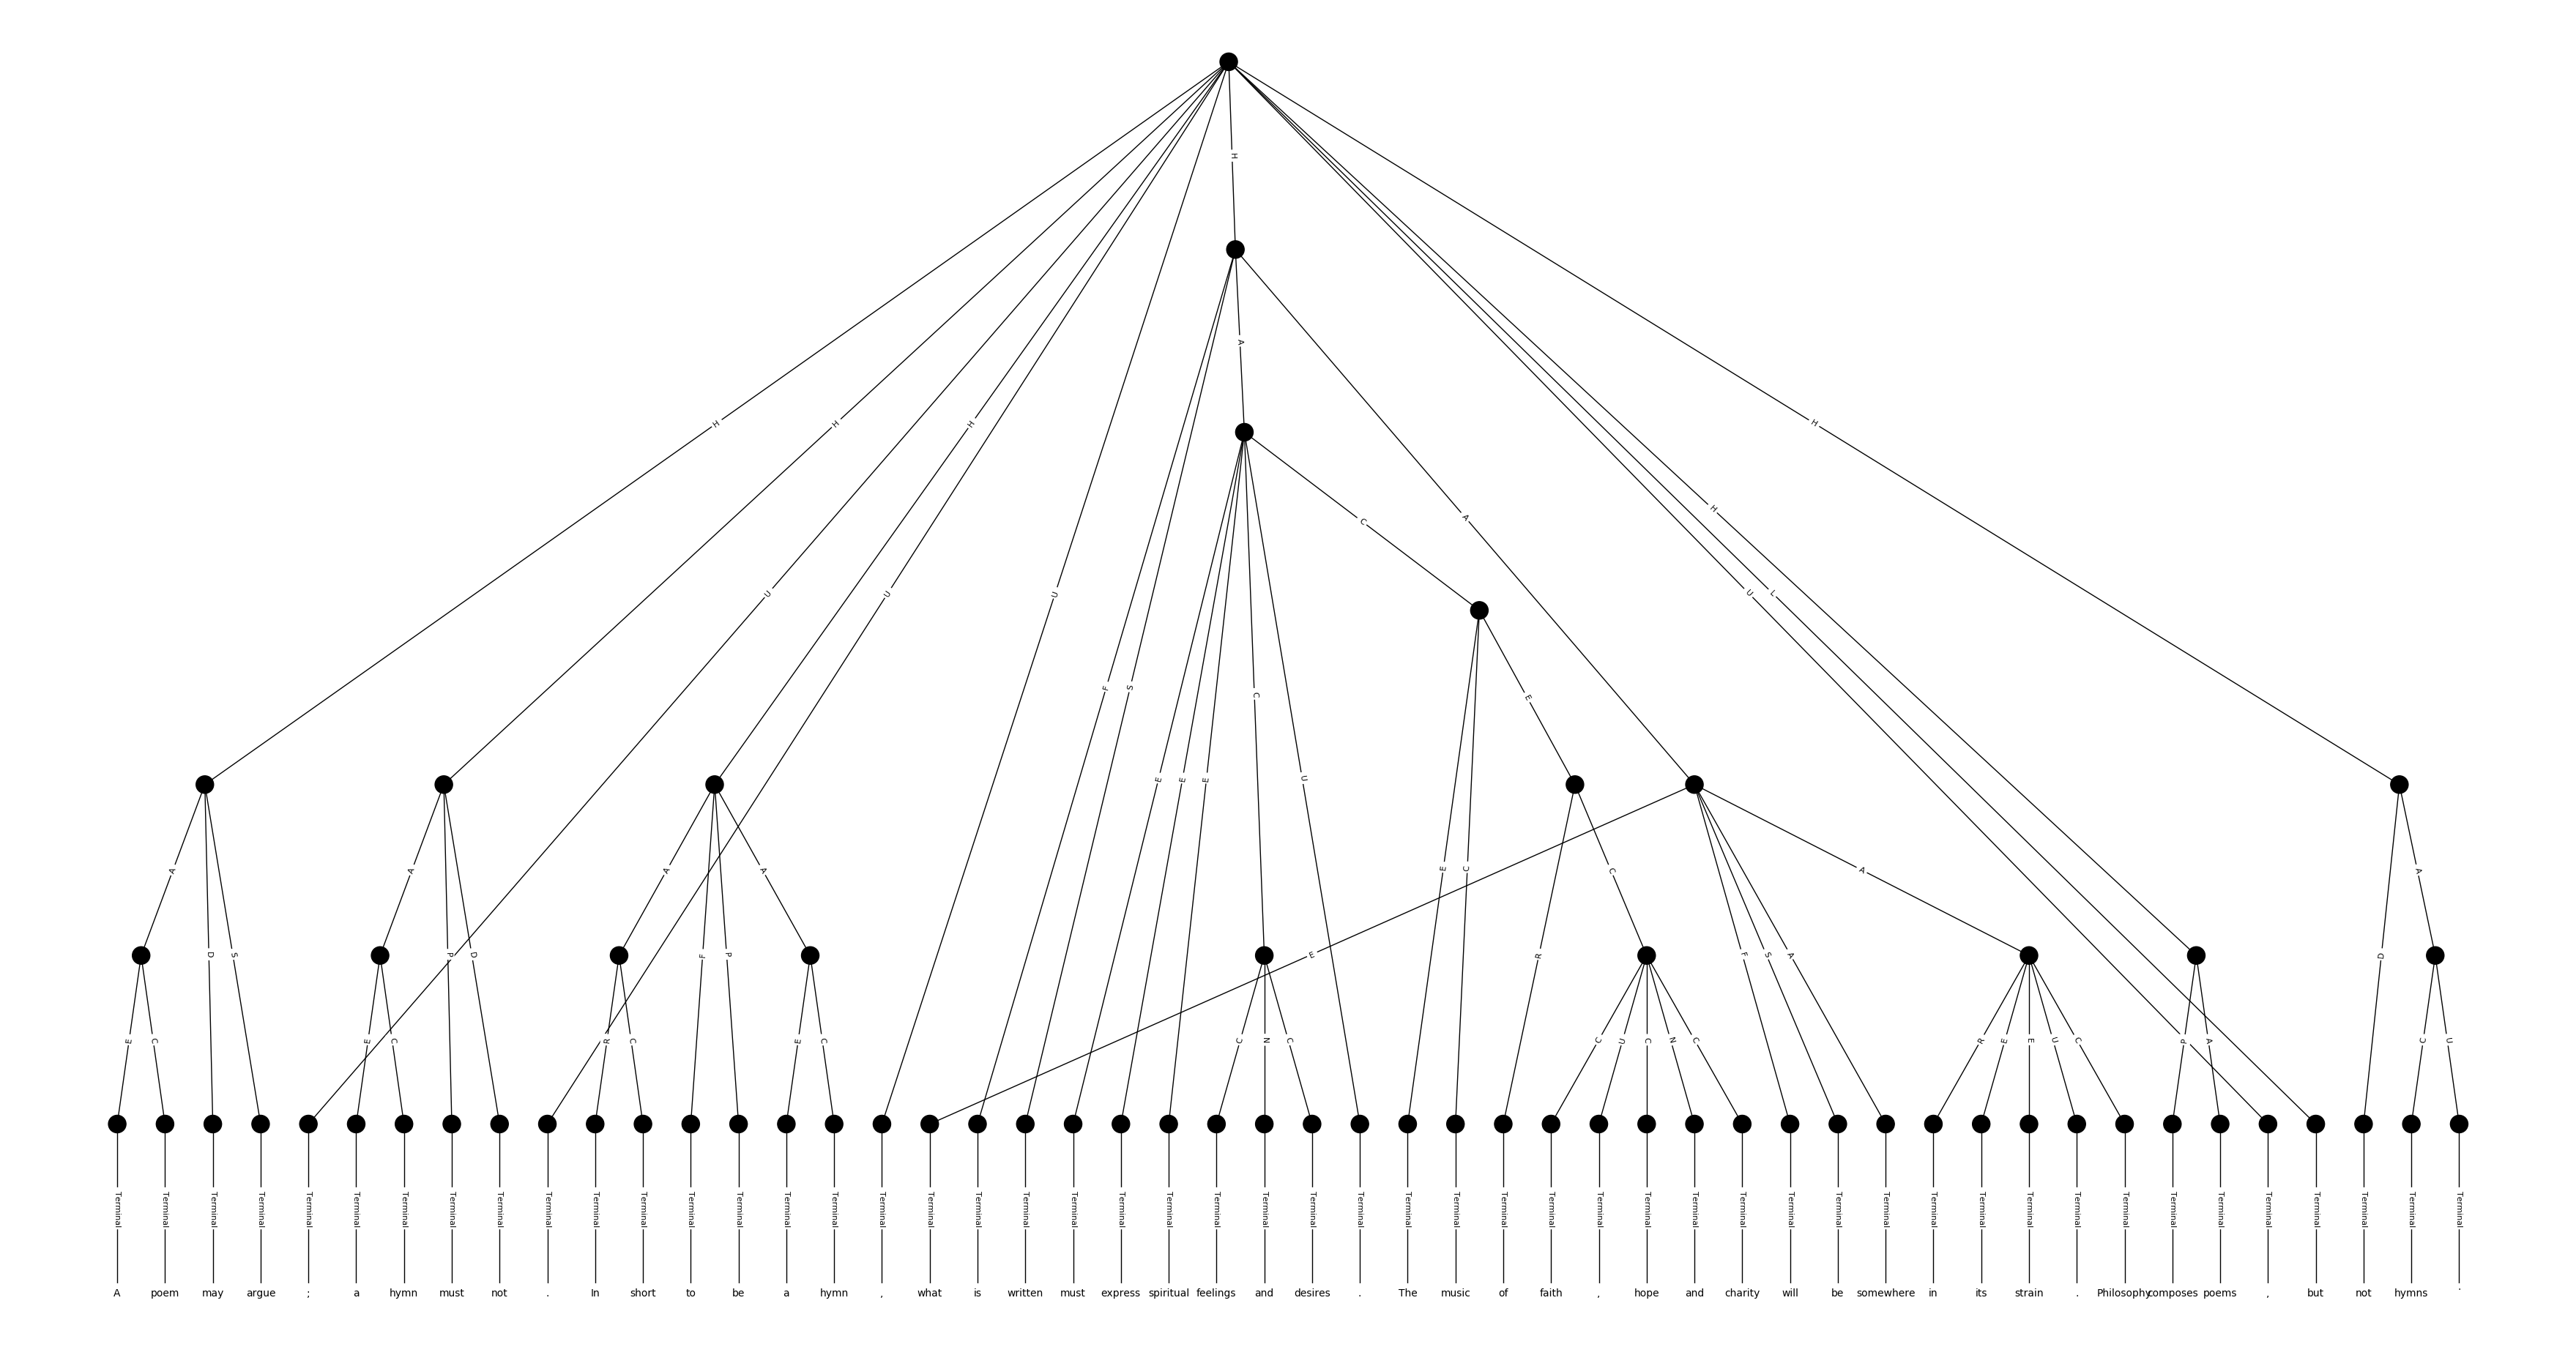 H
H
A
H H H H
A
C
H
U U U L
F S C E
E E E U
A A A A E C A A
D S P D F P E R F S A D
E C E C R C E C C N C C U C N C R E E U C P A C U
Terminal Terminal Terminal Terminal Terminal Terminal Terminal Terminal Terminal Terminal Terminal Terminal Terminal Terminal Terminal Terminal Terminal Terminal Terminal Terminal Terminal Terminal Terminal Terminal Terminal Terminal Terminal Terminal Terminal Terminal Terminal Terminal Terminal Terminal Terminal Terminal Terminal Terminal Terminal Terminal Terminal Terminal Terminal Terminal Terminal Terminal Terminal Terminal Terminal Terminal
A poem may argue ; a hymn must not . In short to be a hymn , what is written must express spiritual feelings and desires . The music of faith , hope and charity will be somewhere in its strain . Philosophy composes poems , but not hymns .